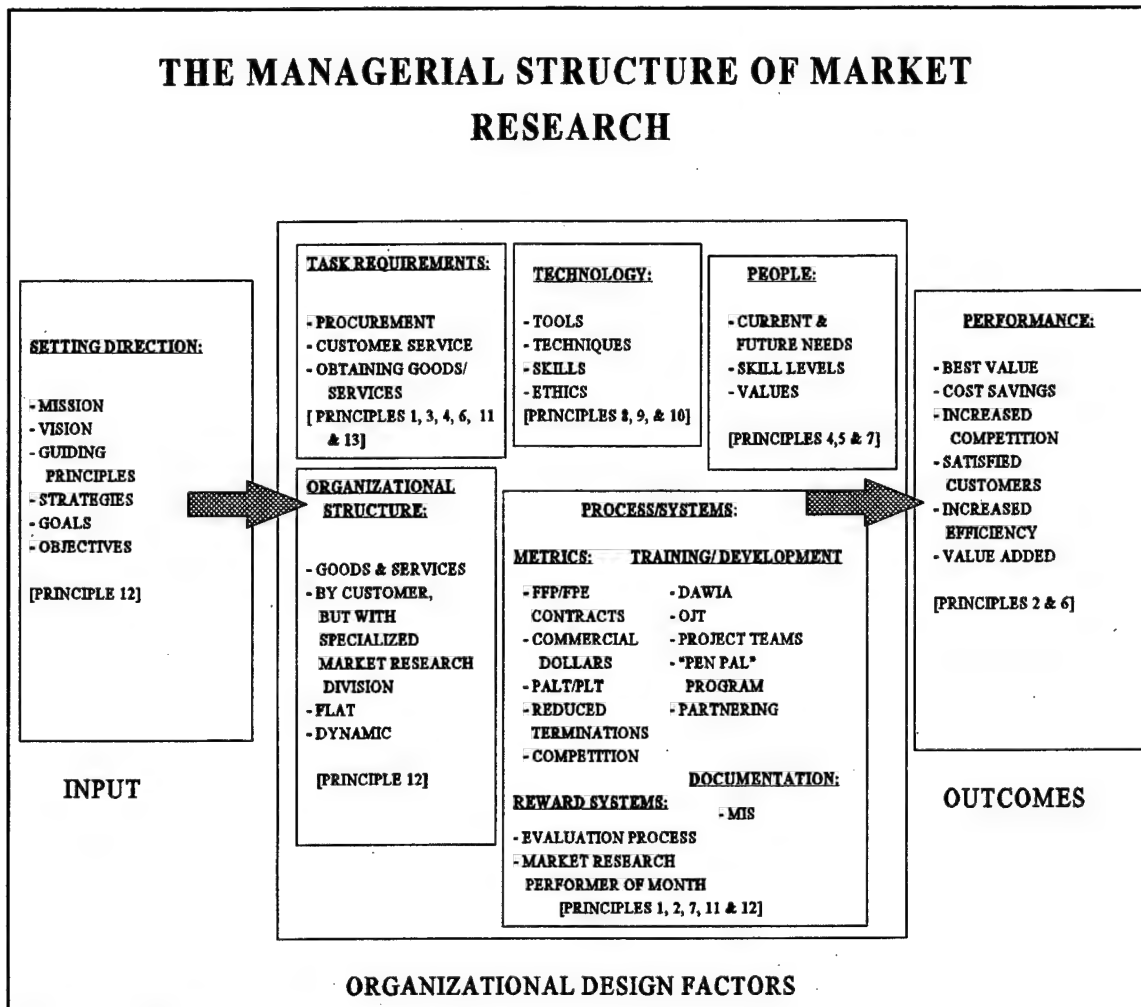 THE MANAGERIAL STRUCTURE OF MARKET
RESEARCH
SETTING DIRECTION:
- MISSION
- VISION
- GUIDING
PRINCIPLES
- STRATEGIES
- GOALS
- OBJECTIVES
[PRINCIPLE 12]
INPUT
TASK REQUIREMENTS:
- PROCUREMENT
- CUSTOMER SERVICE
- OBTAINING GOODS/
SERVICES
[ PRINCIPLES 1, 3, 4, 6, 11
& 13]
TECHNOLOGY:
- TOOLS
- TECHNIQUES
- SKILLS
- ETHICS
[PRINCIPLES 8, 9, & 10]
PEOPLE:
- CURRENT &
FUTURE NEEDS
- SKILL LEVELS
- VALUES
[PRINCIPLES 4,5 & 7]
ORGANIZATIONAL
STRUCTURE:
- GOODS & SERVICES
- BY CUSTOMER,
BUT WITH
SPECIALIZED
MARKET RESEARCH
DIVISION
- FLAT
- DYNAMIC
[PRINCIPLE 12]
PROCESS/SYSTEMS:
METRICS:
- FFP/FPE
CONTRACTS
- COMMERCIAL
DOLLARS
- PALT/PLT
- REDUCED
TERMINATIONS
- COMPETITION
TRAINING/ DEVELOPMENT
- DAWIA
- OJT
- PROJECT TEAMS
- "PEN PAL"
PROGRAM
- PARTNERING
DOCUMENTATION:
- MIS
REWARD SYSTEMS:
- EVALUATION PROCESS
- MARKET RESEARCH
PERFORMER OF MONTH
[PRINCIPLES 1, 2, 7, 11 & 12]
PERFORMANCE:
- BEST VALUE
- COST SAVINGS
- INCREASED
COMPETITION
- SATISFIED
CUSTOMERS
- INCREASED
EFFICIENCY
- VALUE ADDED
[PRINCIPLES 2 & 6]
OUTCOMES
ORGANIZATIONAL DESIGN FACTORS